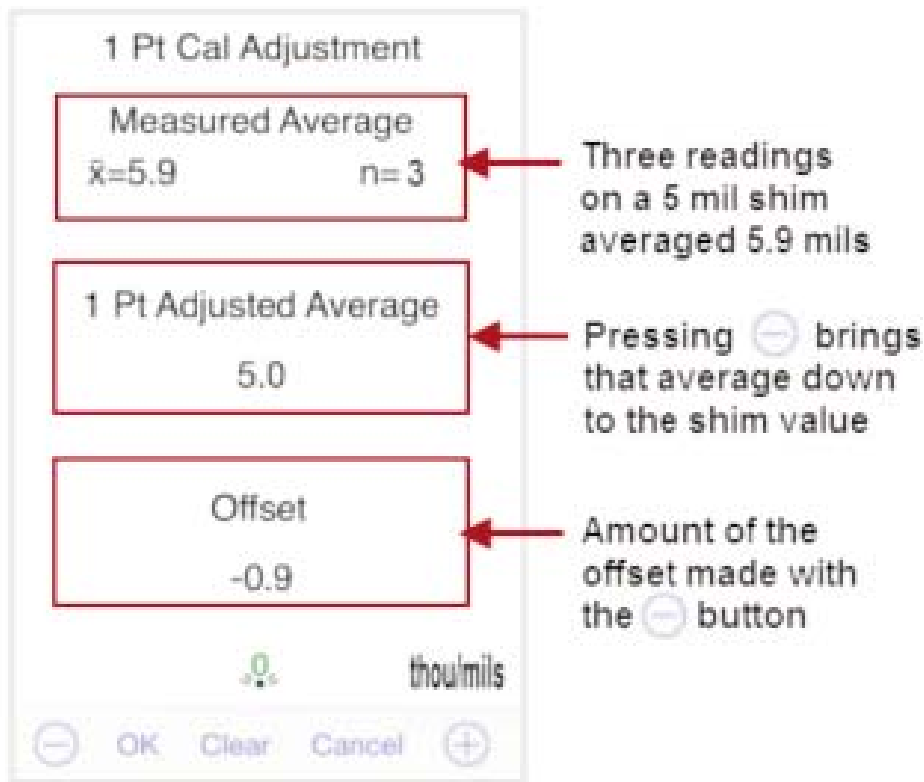 1 Pt Cal Adjustment
Measured Average
x̄=5.9 n= 3
Three readings
on a 5 mil shim
averaged 5.9 mils
1 Pt Adjusted Average
5.0
Pressing ⊖ brings
that average down
to the shim value
Offset
-0.9
Amount of the
offset made with
the ⊖ button
0 thou/mils
⊖ OK Clear Cancel ⊕